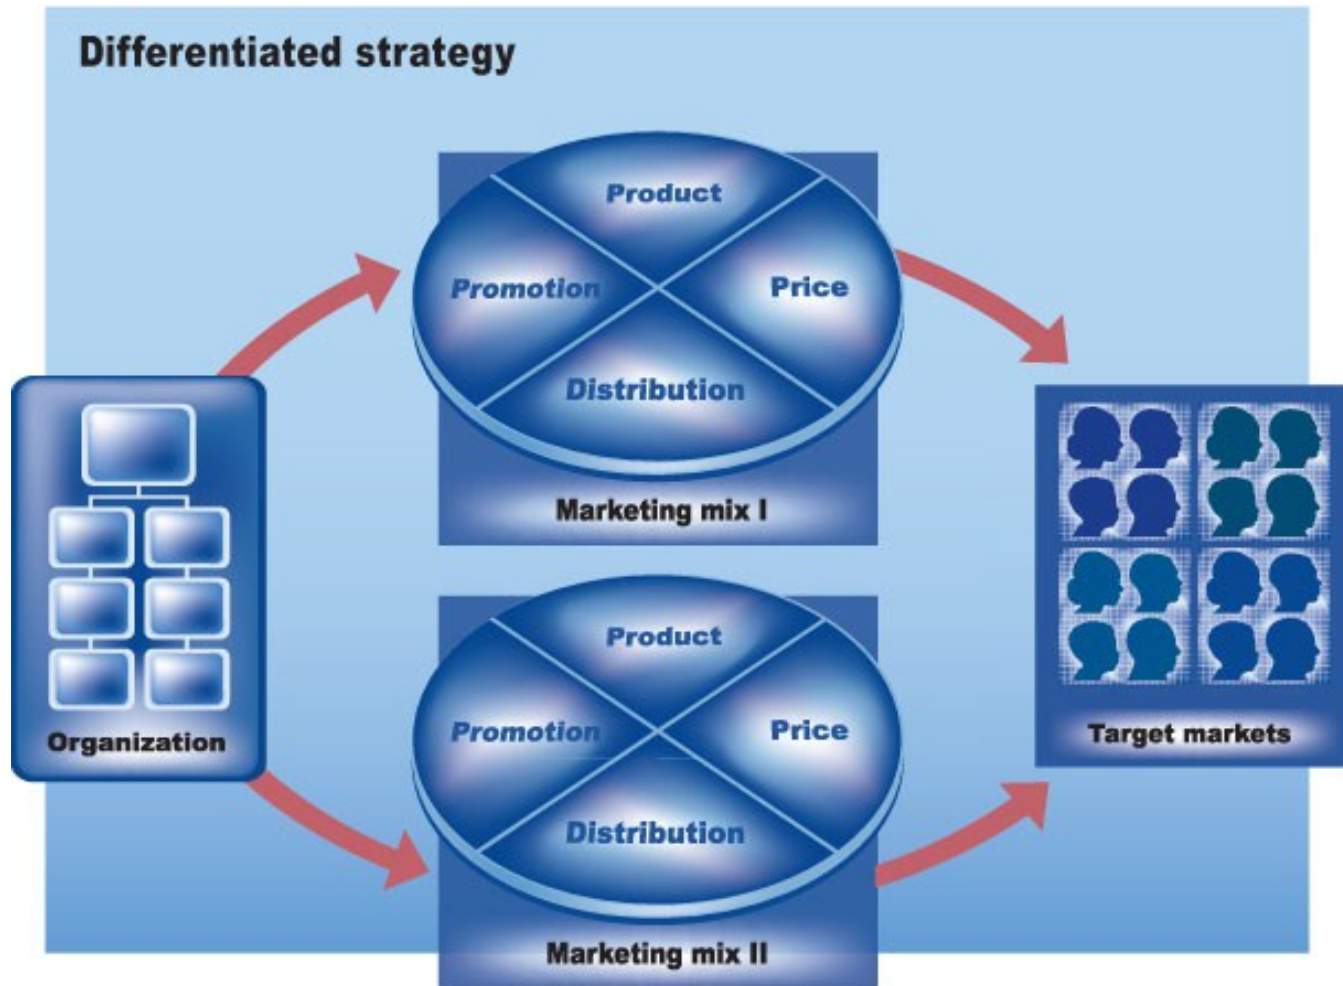 Differentiated strategy
Product
Promotion
Price
Distribution
Marketing mix I
Organization
Product
Promotion
Price
Distribution
Marketing mix II
Target markets